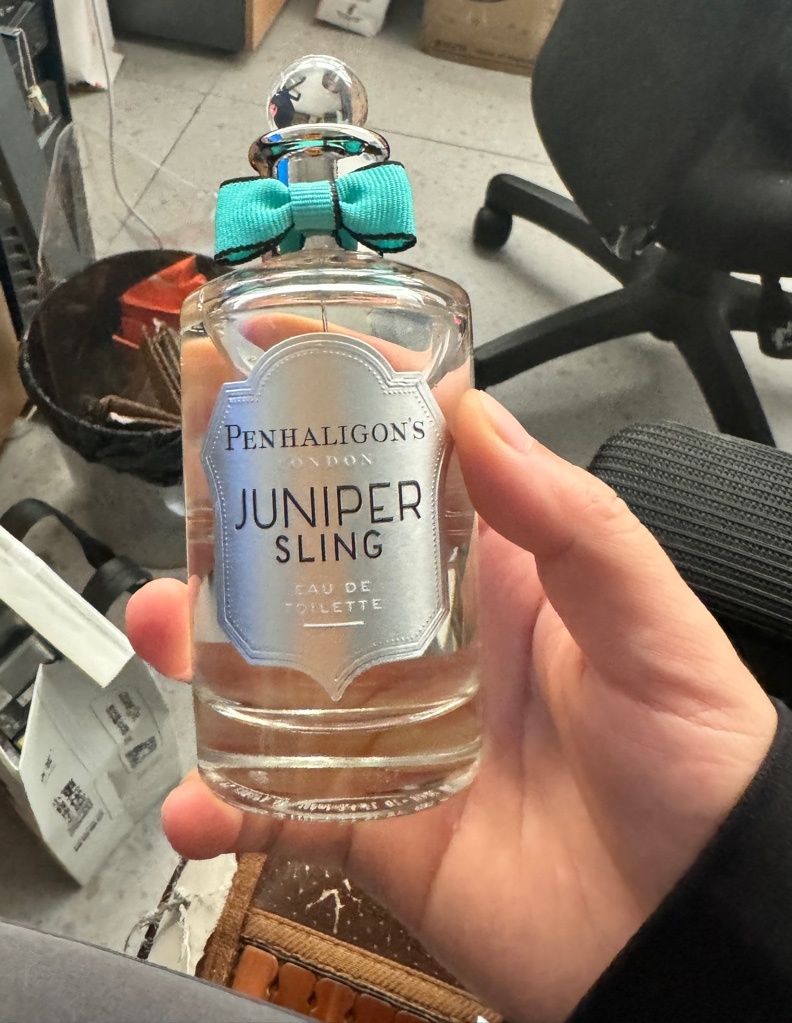 PENHALIGON'S
LONDON
JUNIPER
SLING
EAU DE
TOILETTE